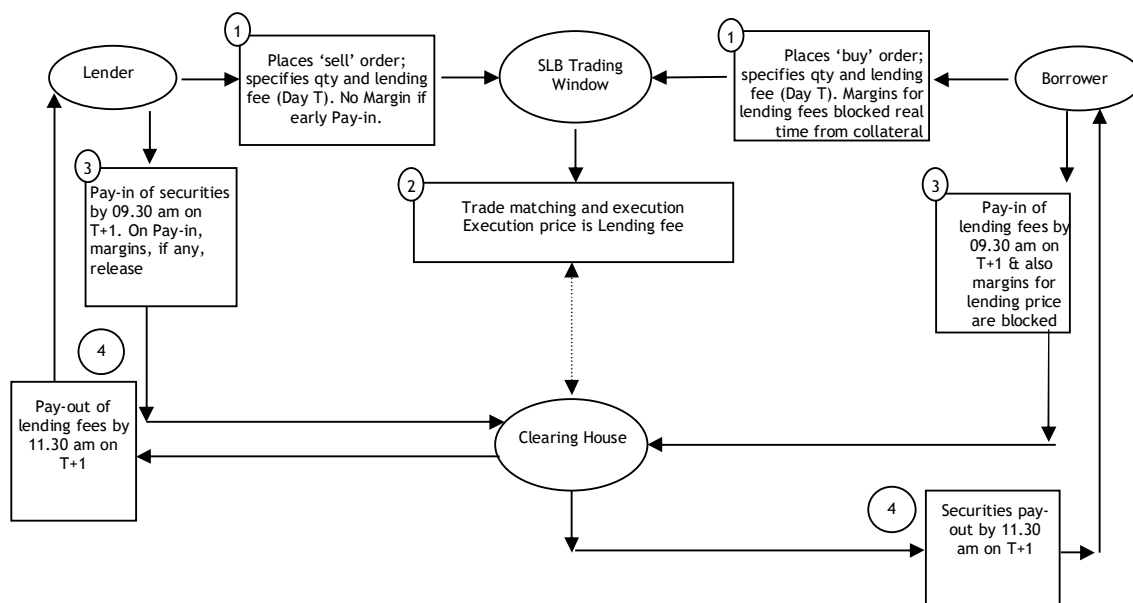 1
Lender
Places ‘sell’ order;
specifies qty and lending
fee (Day T). No Margin if
early Pay-in.
SLB Trading
Window
1
Places ‘buy’ order;
specifies qty and lending
fee (Day T). Margins for
lending fees blocked real
time from collateral
Borrower
3
Pay-in of securities
by 09.30 am on
T+1. On Pay-in,
margins, if any,
release
2
Trade matching and execution
Execution price is Lending fee
3
Pay-in of
lending fees by
09.30 am on
T+1 & also
margins for
lending price
are blocked
4
Pay-out of
lending fees by
11.30 am on
T+1
Clearing House
4
Securities pay-
out by 11.30
am on T+1